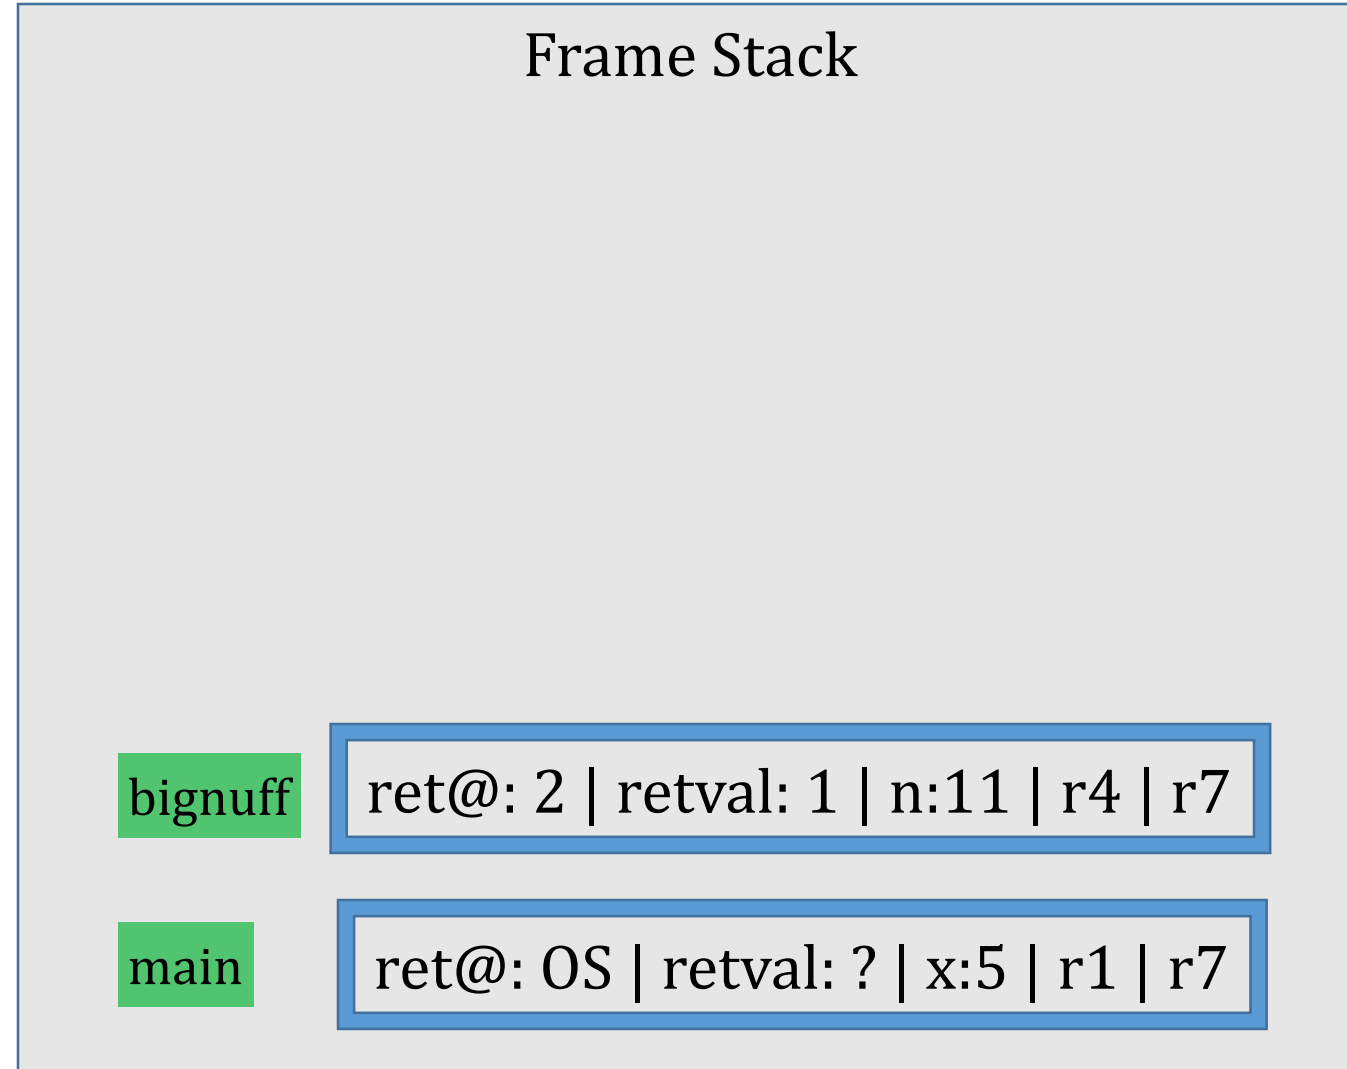 Frame Stack
bignuff
ret@: 2 | retval: 1 | n:11 | r4 | r7
main
ret@: OS | retval: ? | x:5 | r1 | r7